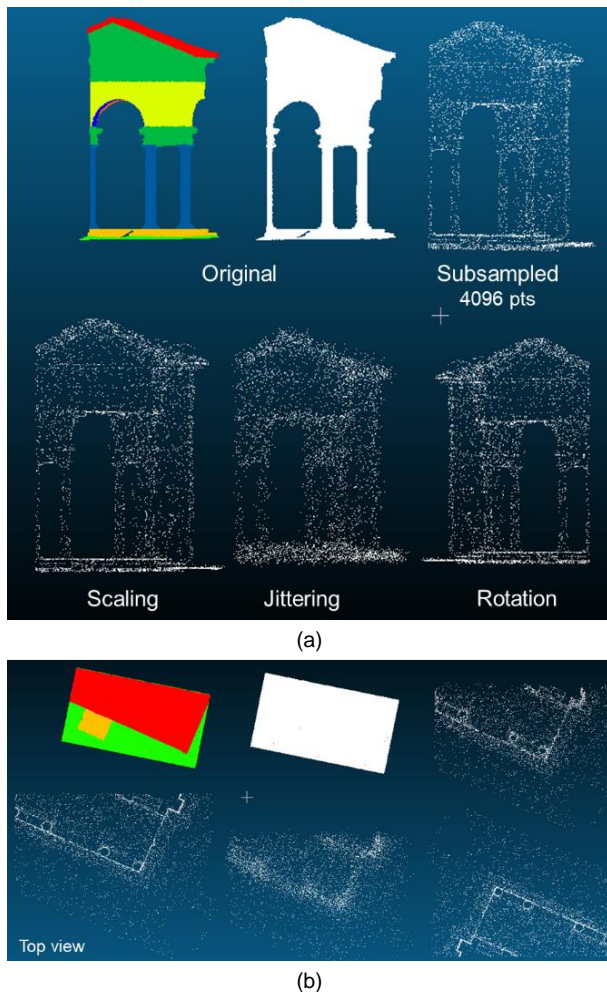 Original
Subsampled
4096 pts
Scaling
Jittering
Rotation
(a)
Top view
(b)